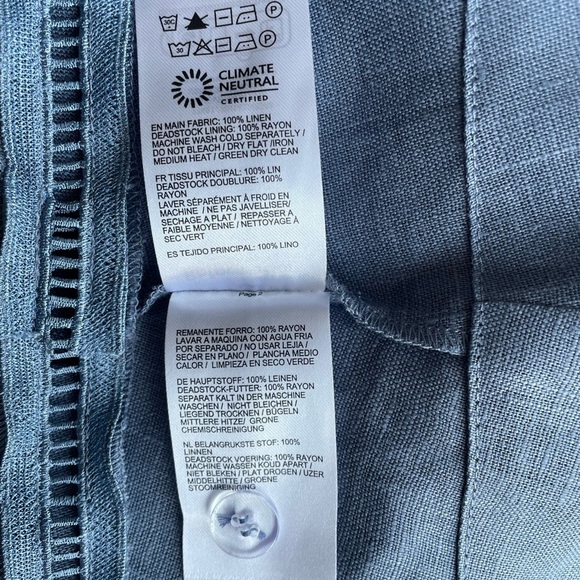 30C P
30 P
CLIMATE
NEUTRAL
CERTIFIED
EN MAIN FABRIC: 100% LINEN
DEADSTOCK LINING: 100% RAYON
MACHINE WASH COLD SEPARATELY /
DO NOT BLEACH / DRY FLAT /IRON
MEDIUM HEAT / GREEN DRY CLEAN
FR TISSU PRINCIPAL: 100% LIN
DEADSTOCK DOUBLURE: 100%
RAYON
LAVER SÉPARÉMENT À FROID EN
MACHINE / NE PAS JAVELLISER/
SECHAGE A PLAT / REPASSER A
FAIBLE MOYENNE / NETTOYAGE À
SEC VERT
ES TEJIDO PRINCIPAL: 100% LINO
Page 2
REMANENTE FORRO: 100% RAYON
LAVAR A MAQUINA CON AGUA FRIA
POR SEPARADO / NO USAR LEJIA /
SECAR EN PLANO / PLANCHA MEDIO
CALOR / LIMPIEZA EN SECO VERDE
DE HAUPTSTOFF: 100% LEINEN
DEADSTOCK-FUTTER: 100% RAYON
SEPARAT KALT IN DER MASCHINE
WASCHEN / NICHT BLEICHEN /
LIEGEND TROCKNEN / BÜGELN
MITTLERE HITZE / GRONE
CHEMISCHREINIGUNG
NL BELANGRIJKSTE STOF: 100%
LINNEN
DEADSTOCK VOERING: 100% RAYON
MACHINE WASSEN KOUD APART /
NIET BLEKEN / PLAT DROGEN / IJZER
MIDDELHITTE / GROENE
STOOMREINIGING